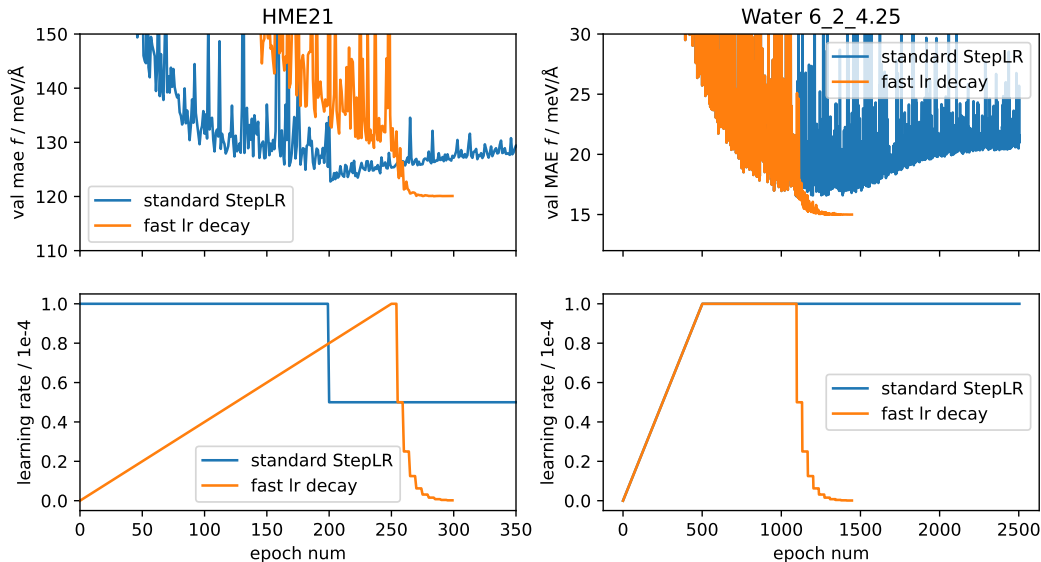 HME21
150
140
130
120
110
val mae f / meV/Å
standard StepLR
fast lr decay
Water 6_2_4.25
30
25
20
15
val MAE f / meV/Å
standard StepLR
fast lr decay
1.0
0.8
0.6
0.4
0.2
0.0
learning rate / 1e-4
standard StepLR
fast lr decay
0 50 100 150 200 250 300 350
epoch num
1.0
0.8
0.6
0.4
0.2
0.0
learning rate / 1e-4
standard StepLR
fast lr decay
0 500 1000 1500 2000 2500
epoch num